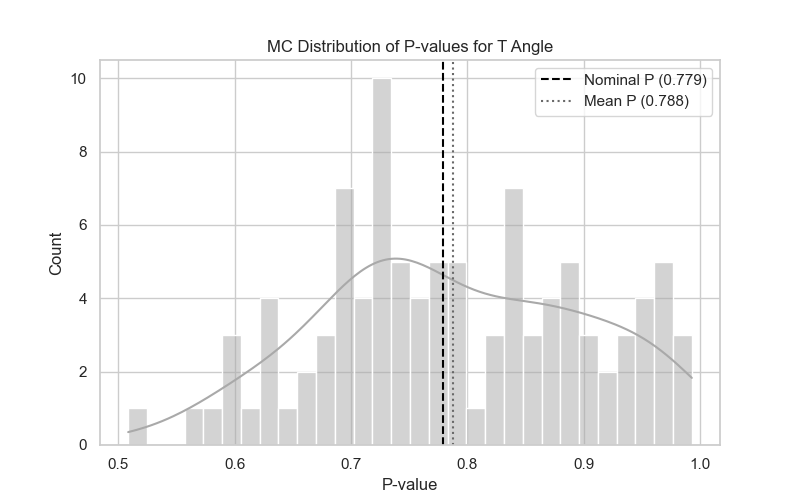 MC Distribution of P-values for T Angle
Nominal P (0.779)
Mean P (0.788)
Count
10
8
6
4
2
0
0.5 0.6 0.7 0.8 0.9 1.0
P-value